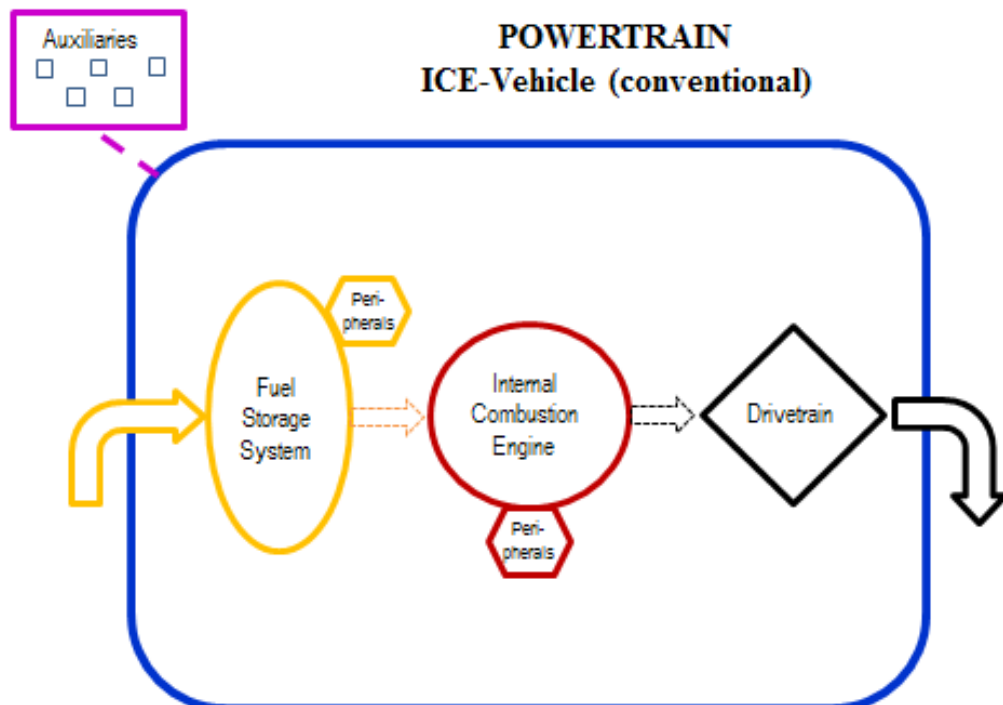 Auxiliaries
POWERTRAIN
ICE-Vehicle (conventional)
Peri-
pherals
Fuel
Storage
System
Internal
Combustion
Engine
Drivetrain
Peri-
pherals